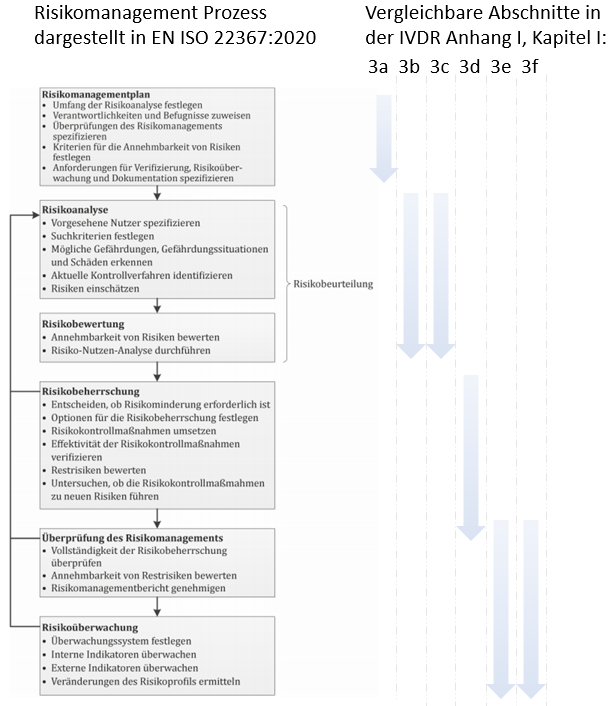 Risikomanagement Prozess
dargestellt in EN ISO 22367:2020
Vergleichbare Abschnitte in
der IVDR Anhang I, Kapitel I:
3a 3b 3c 3d 3e 3f
Risikomanagementplan
• Umfang der Risikoanalyse festlegen
• Verantwortlichkeiten und Befugnisse zuweisen
• Überprüfungen des Risikomanagements
spezifizieren
• Kriterien für die Annehmbarkeit von Risiken
festlegen
• Anforderungen für Verifizierung, Risikoüber-
wachung und Dokumentation spezifizieren
Risikoanalyse
• Vorgesehene Nutzer spezifizieren
• Suchkriterien festlegen
• Mögliche Gefährdungen, Gefährdungssituationen
und Schäden erkennen
• Aktuelle Kontrollverfahren identifizieren
• Risiken einschätzen
Risikobeurteilung
Risikobewertung
• Annehmbarkeit von Risiken bewerten
• Risiko-Nutzen-Analyse durchführen
Risikobeherrschung
• Entscheiden, ob Risikominderung erforderlich ist
• Optionen für die Risikobeherrschung festlegen
• Risikokontrollmaßnahmen umsetzen
• Effektivität der Risikokontrollmaßnahmen
verifizieren
• Restrisiken bewerten
• Untersuchen, ob die Risikokontrollmaßmahmen
zu neuen Risiken führen
Überprüfung des Risikomanagements
• Vollständigkeit der Risikobeherrschung
überprüfen
• Annehmbarkeit von Restrisiken bewerten
• Risikomanagementbericht genehmigen
Risikoüberwachung
• Überwachungssystem festlegen
• Interne Indikatoren überwachen
• Externe Indikatoren überwachen
• Veränderungen des Risikoprofils ermitteln